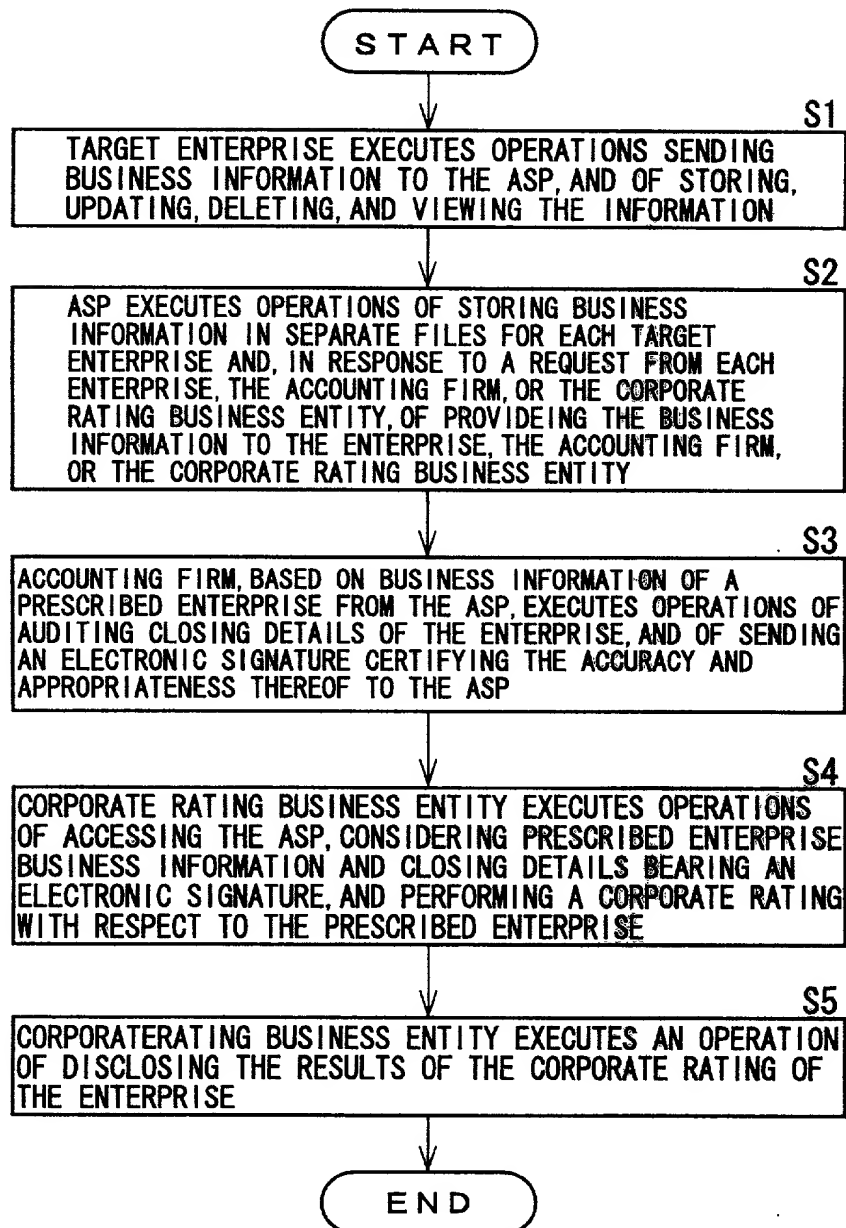 START
S1
TARGET ENTERPRISE EXECUTES OPERATIONS SENDING
BUSINESS INFORMATION TO THE ASP, AND OF STORING,
UPDATING, DELETING, AND VIEWING THE INFORMATION
S2
ASP EXECUTES OPERATIONS OF STORING BUSINESS
INFORMATION IN SEPARATE FILES FOR EACH TARGET
ENTERPRISE AND, IN RESPONSE TO A REQUEST FROM EACH
ENTERPRISE, THE ACCOUNTING FIRM, OR THE CORPORATE
RATING BUSINESS ENTITY, OF PROVIDEING THE BUSINESS
INFORMATION TO THE ENTERPRISE, THE ACCOUNTING FIRM,
OR THE CORPORATE RATING BUSINESS ENTITY
S3
ACCOUNTING FIRM, BASED ON BUSINESS INFORMATION OF A
PRESCRIBED ENTERPRISE FROM THE ASP, EXECUTES OPERATIONS OF
AUDITING CLOSING DETAILS OF THE ENTERPRISE, AND OF SENDING
AN ELECTRONIC SIGNATURE CERTIFYING THE ACCURACY AND
APPROPRIATENESS THEREOF TO THE ASP
S4
CORPORATE RATING BUSINESS ENTITY EXECUTES OPERATIONS
OF ACCESSING THE ASP, CONSIDERING PRESCRIBED ENTERPRISE
BUSINESS INFORMATION AND CLOSING DETAILS BEARING AN
ELECTRONIC SIGNATURE, AND PERFORMING A CORPORATE RATING
WITH RESPECT TO THE PRESCRIBED ENTERPRISE
S5
CORPORATERATING BUSINESS ENTITY EXECUTES AN OPERATION
OF DISCLOSING THE RESULTS OF THE CORPORATE RATING OF
THE ENTERPRISE
END